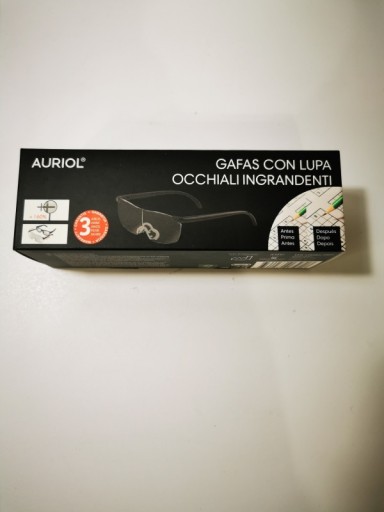 AURIOL®
GAFAS CON LUPA
OCCHIALI INGRANDENTI
3
Antes
Prima
Antes
Después
Dopo
Depois